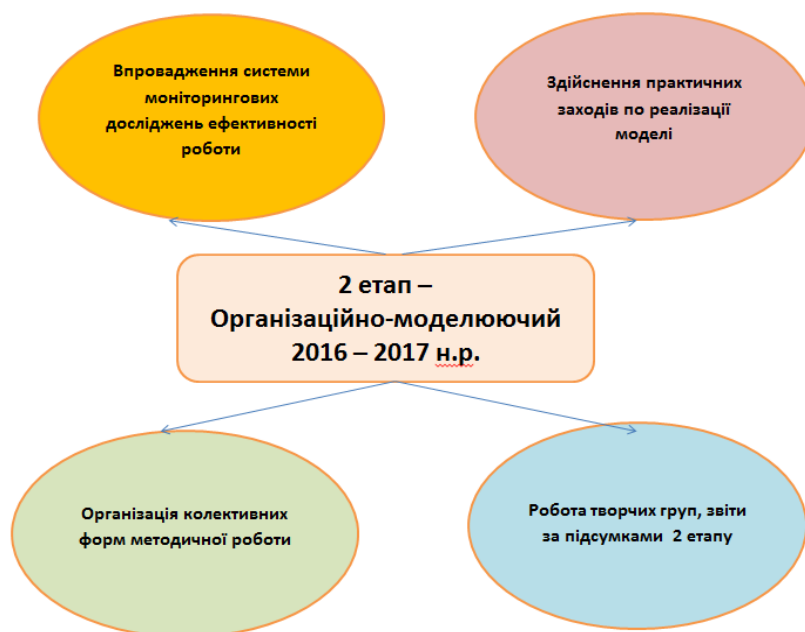 Впровадження системи
моніторингових
досліджень ефективності
роботи
Здійснення практичних
заходів по реалізації
моделі
2 етап –
Організаційно-моделюючий
2016 – 2017 н.р.
Організація колективних
форм методичної роботи
Робота творчих груп, звіти
за підсумками 2 етапу